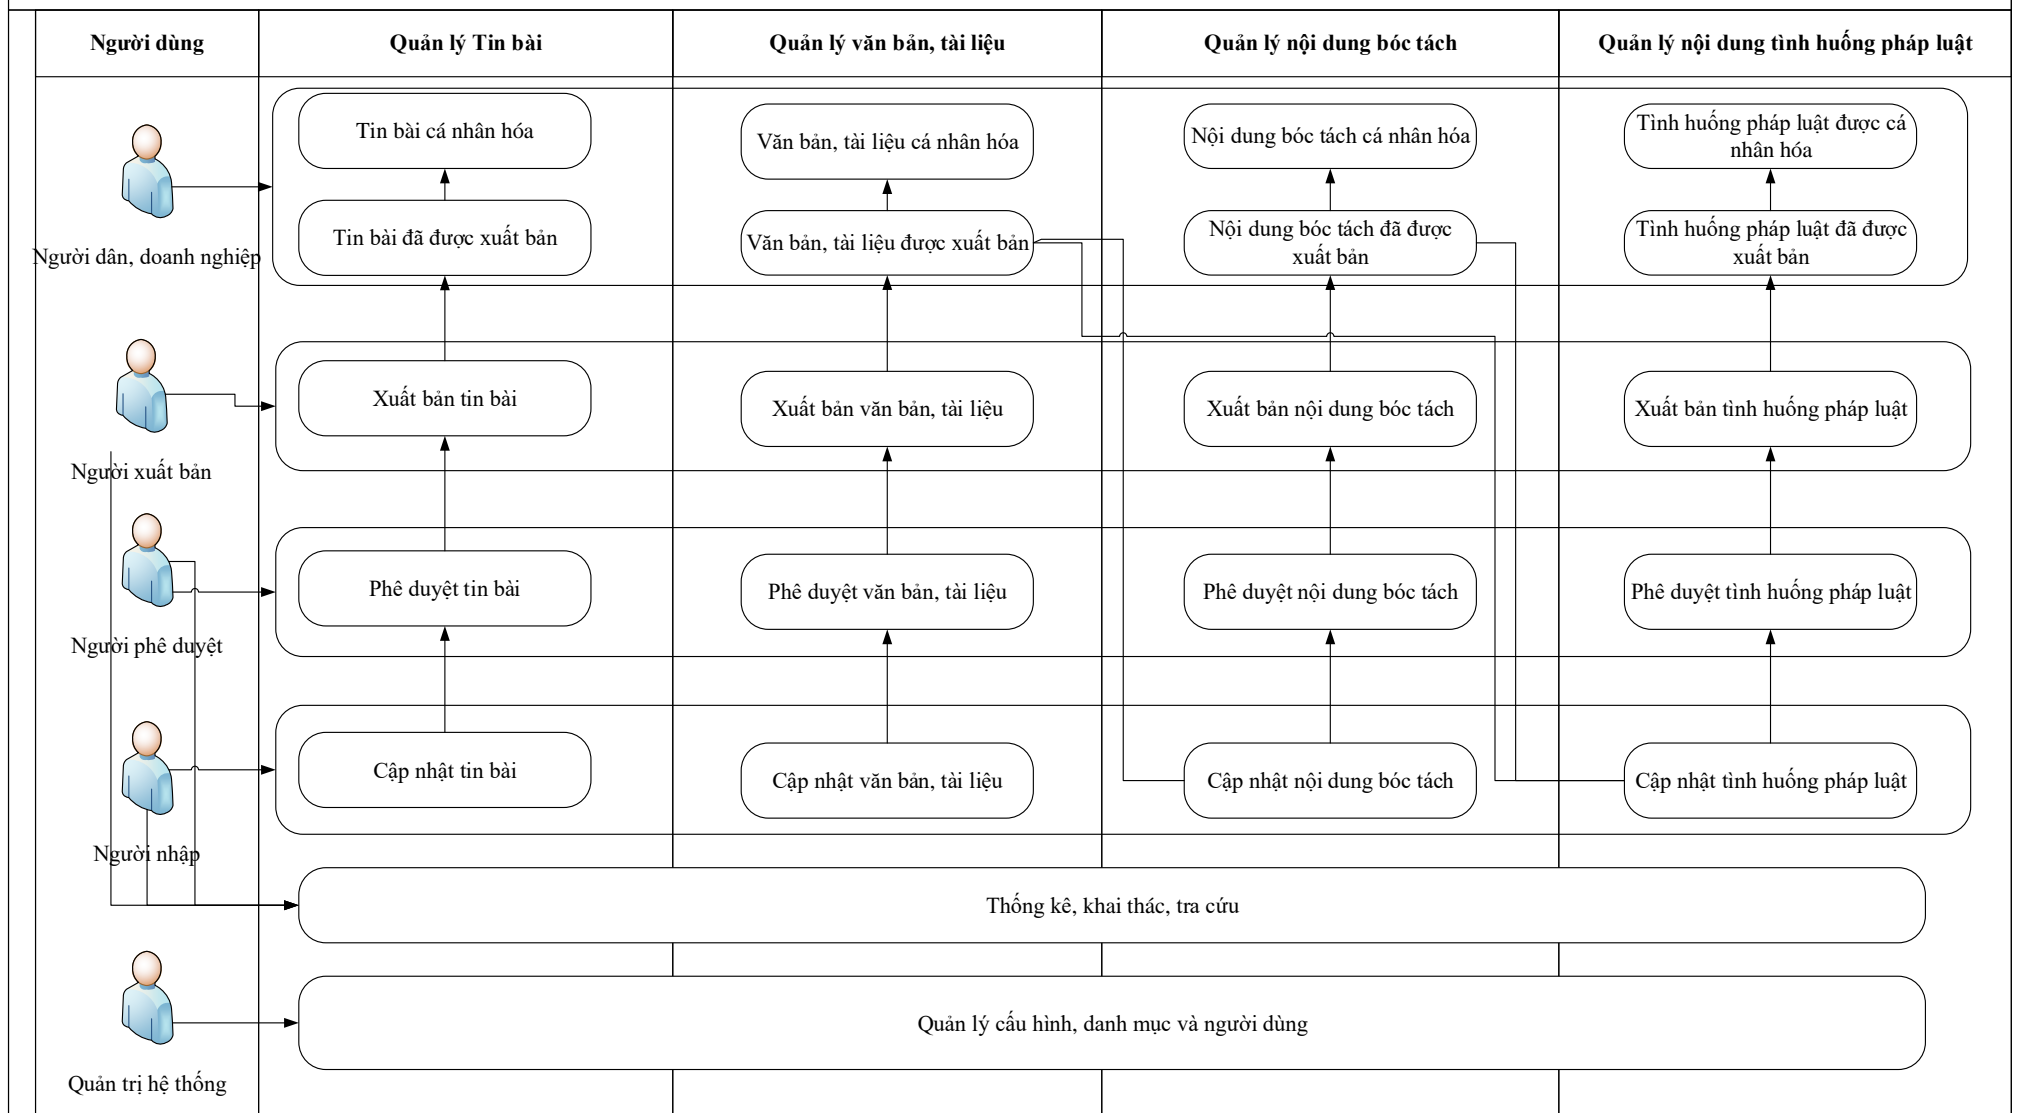 Người dùng
Quản lý Tin bài
Quản lý văn bản, tài liệu
Quản lý nội dung bóc tách
Quản lý nội dung tình huống pháp luật
Người dân, doanh nghiệp
Tin bài cá nhân hóa
Văn bản, tài liệu cá nhân hóa
Nội dung bóc tách cá nhân hóa
Tình huống pháp luật được cá
nhân hóa
Tin bài đã được xuất bản
Văn bản, tài liệu được xuất bản
Nội dung bóc tách đã được
xuất bản
Tình huống pháp luật đã được
xuất bản
Người xuất bản
Xuất bản tin bài
Xuất bản văn bản, tài liệu
Xuất bản nội dung bóc tách
Xuất bản tình huống pháp luật
Người phê duyệt
Phê duyệt tin bài
Phê duyệt văn bản, tài liệu
Phê duyệt nội dung bóc tách
Phê duyệt tình huống pháp luật
Người nhập
Cập nhật tin bài
Cập nhật văn bản, tài liệu
Cập nhật nội dung bóc tách
Cập nhật tình huống pháp luật
Thống kê, khai thác, tra cứu
Quản trị hệ thống
Quản lý cấu hình, danh mục và người dùng